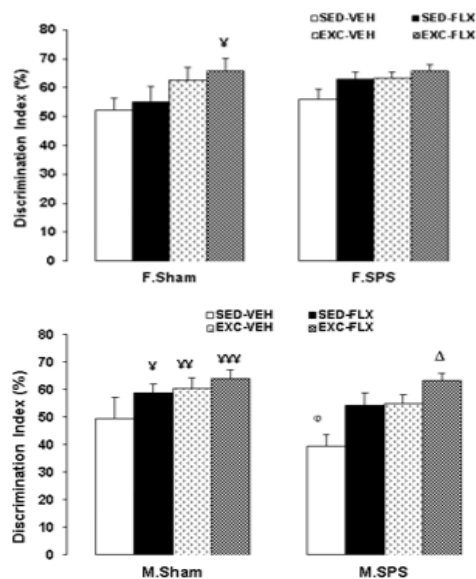 SED-VEH SED-FLX
EXC-VEH EXC-FLX
80
70
60
50
40
30
20
10
0
Discrimination Index (%)
¥
F.Sham F.SPS
SED-VEH SED-FLX
EXC-VEH EXC-FLX
80
70
60
50
40
30
20
10
0
Discrimination Index (%)
¥ ¥¥ ¥¥¥ φ Δ
M.Sham M.SPS